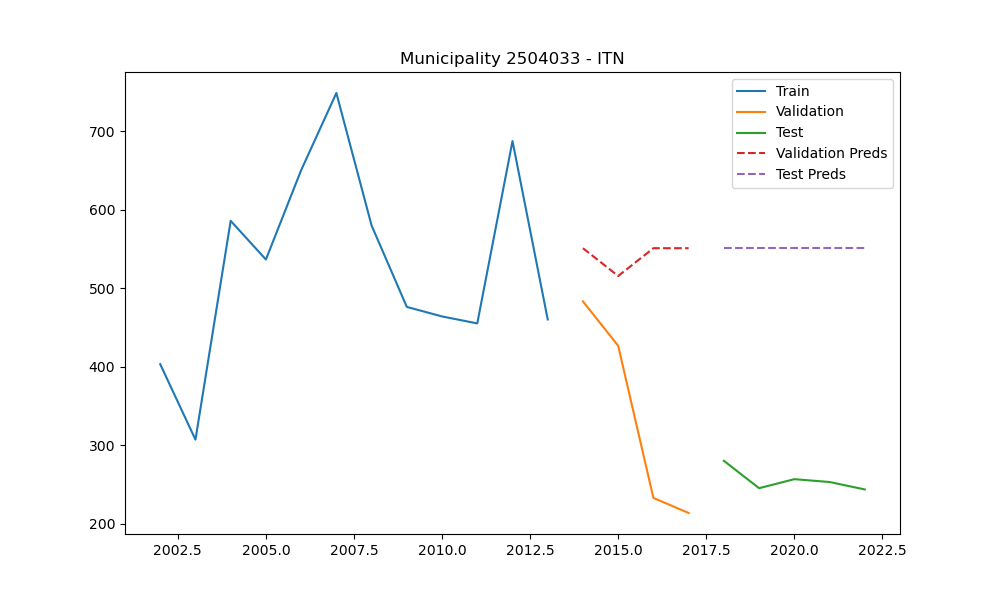 Municipality 2504033 - ITN
Train
Validation
Test
Validation Preds
Test Preds
700
600
500
400
300
200
2002.5 2005.0 2007.5 2010.0 2012.5 2015.0 2017.5 2020.0 2022.5